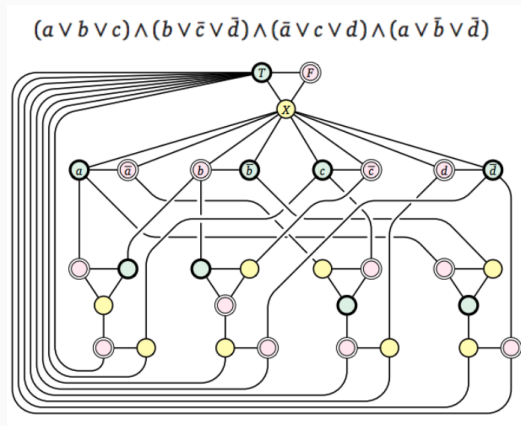 (a ∨ b ∨ c) ∧ (b ∨ c̄ ∨ d̄) ∧ (ā ∨ c ∨ d) ∧ (a ∨ b̄ ∨ d̄)
T F
X
a ā b b̄ c c̄ d d̄